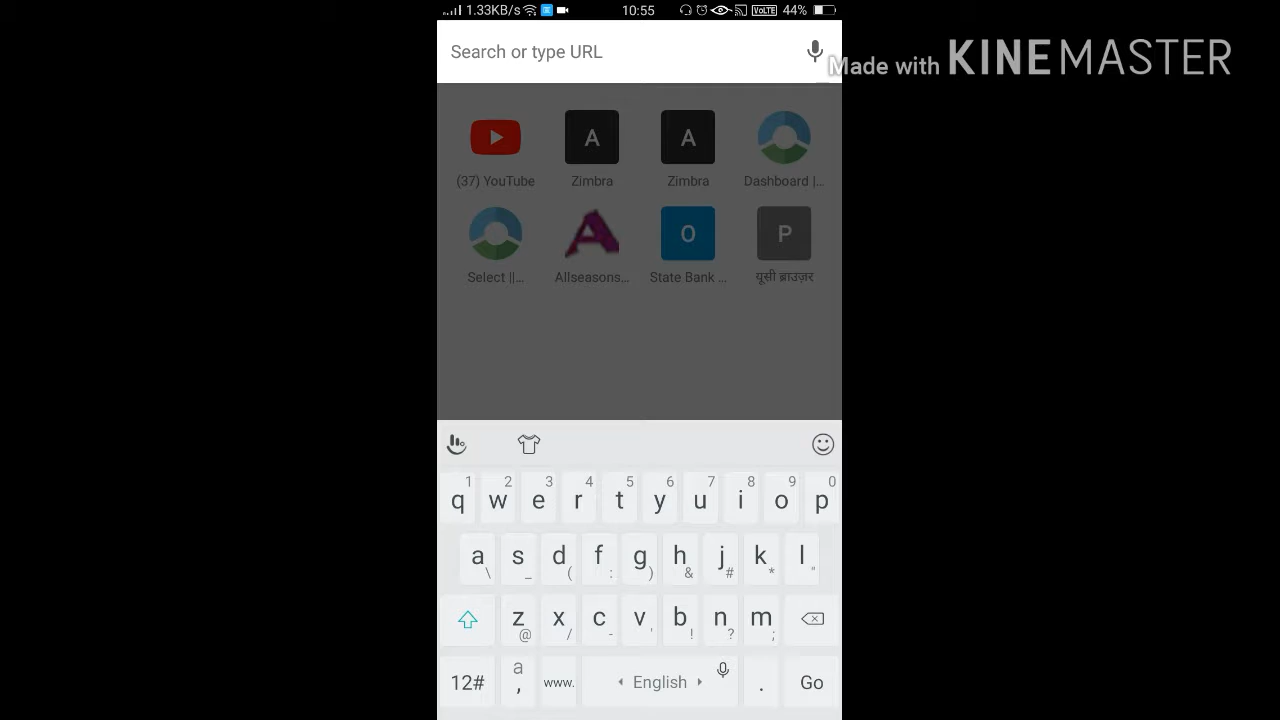 1.33KB/s 10:55 VoLTE 44%
Search or type URL
Made with KINEMASTER
A A
(37) YouTube Zimbra Zimbra Dashboard |...
O P
Select ||... Allseasons... State Bank ... यूसी ब्राउज़र
1 2 3 4 5 6 7 8 9 0
q w e r t y u i o p
a s d f g h j k l
\ _ ( : ) & # * "
z x c v b n m
@ / - ' ! ? ;
12# a , www. English . Go